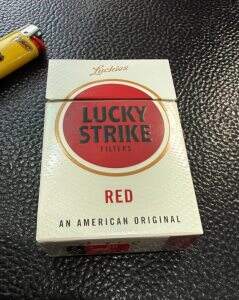 Luckies
LUCKY
STRIKE
FILTERS
RED
AN AMERICAN ORIGINAL